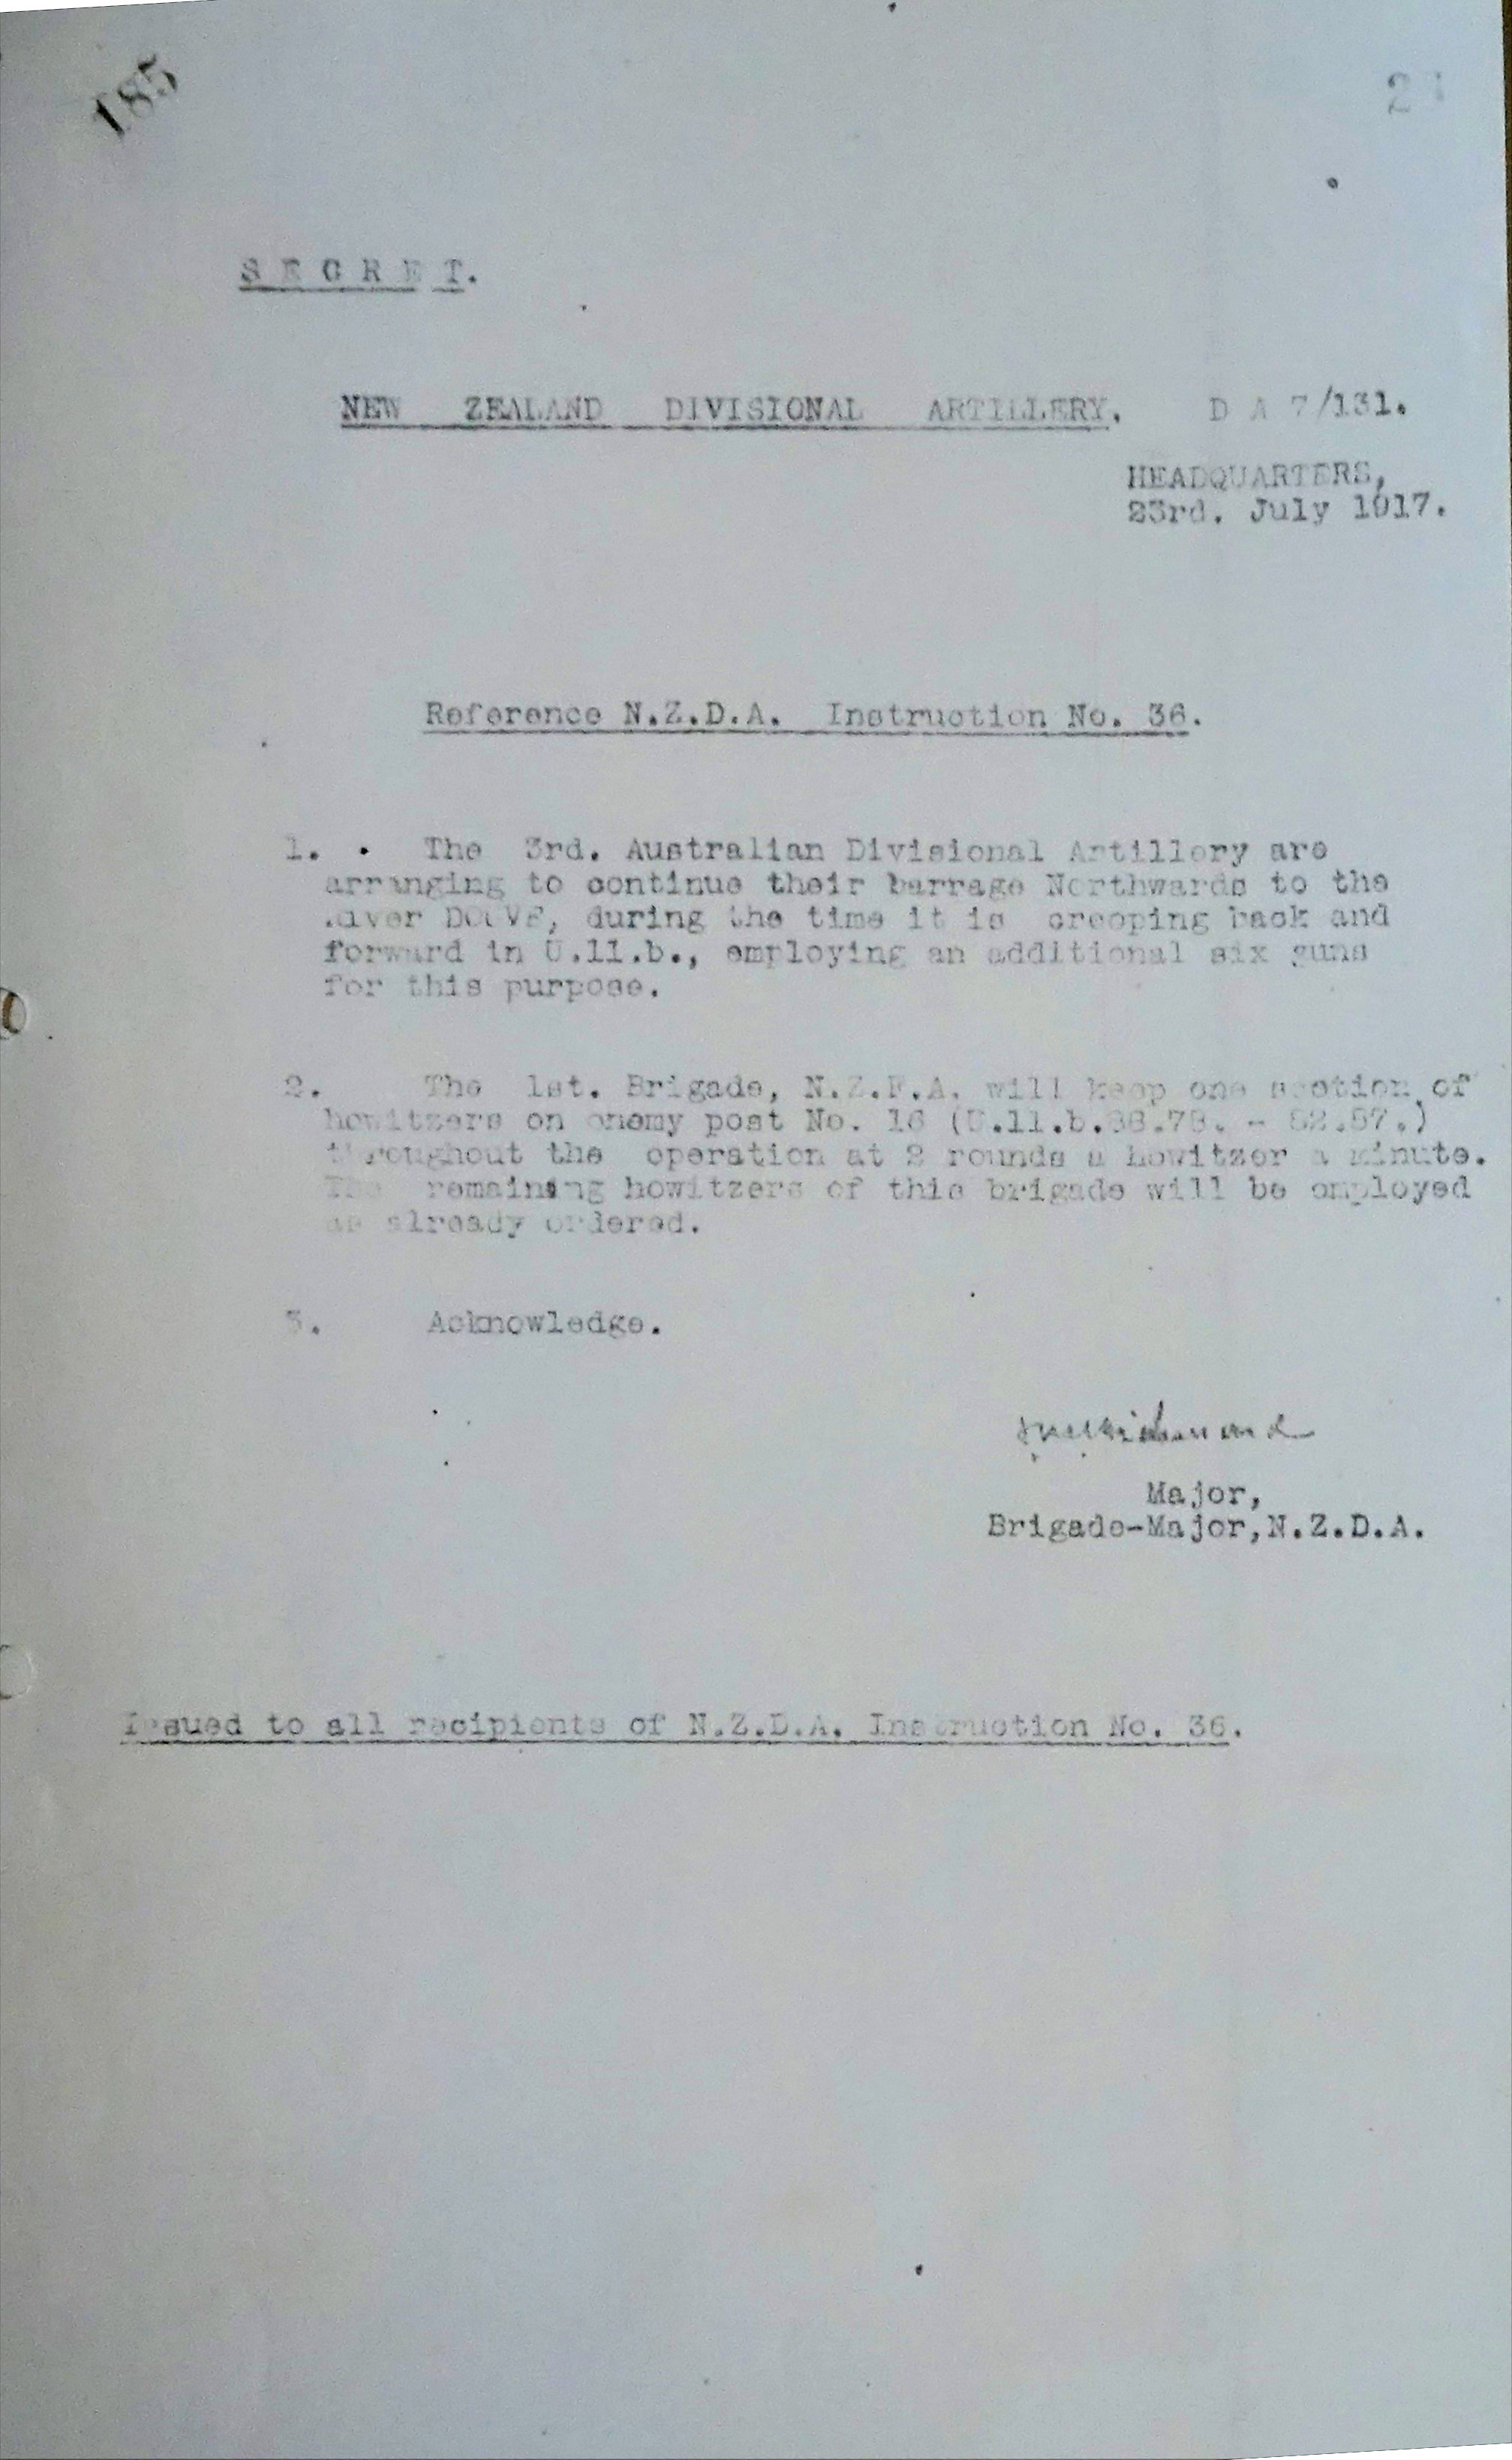 185
S E C R E T.
NEW ZEALAND DIVISIONAL ARTILLERY. D A 7/131.
HEADQUARTERS,
23rd. July 1917.
Reference N.Z.D.A. Instruction No. 36.
1. The 3rd. Australian Divisional Artillery are
arranging to continue their barrage Northwards to the
River DOUVE, during the time it is creeping back and
forward in U.11.b., employing an additional six guns
for this purpose.
2. The 1st. Brigade, N.Z.F.A. will keep one section of
howitzers on enemy post No. 16
throughout the operation at 2 rounds a howitzer a minute.
The remaining howitzers of this brigade will be employed
as already ordered.
3. Acknowledge.
Major,
Brigade-Major, N.Z.D.A.
Issued to all recipients of N.Z.D.A. Instruction No. 36.